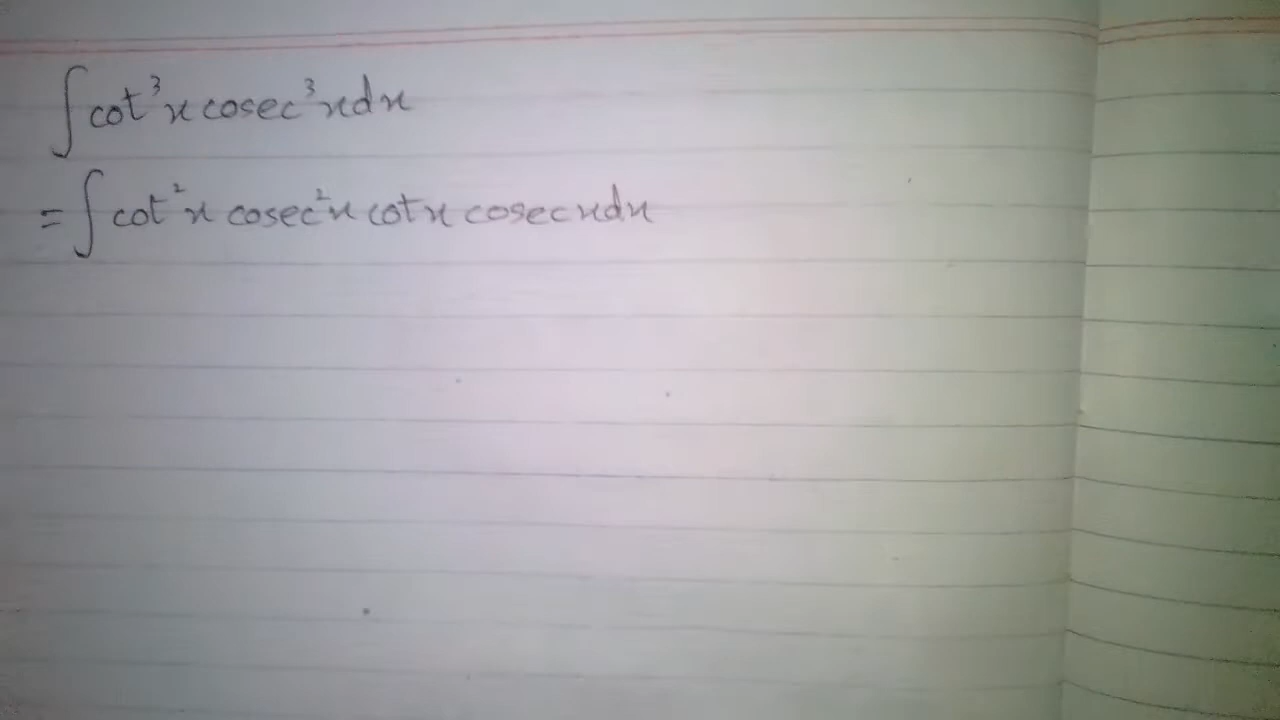 ∫cot³x cosec³x dx
= ∫cot²x cosec²x cot x cosec x dx